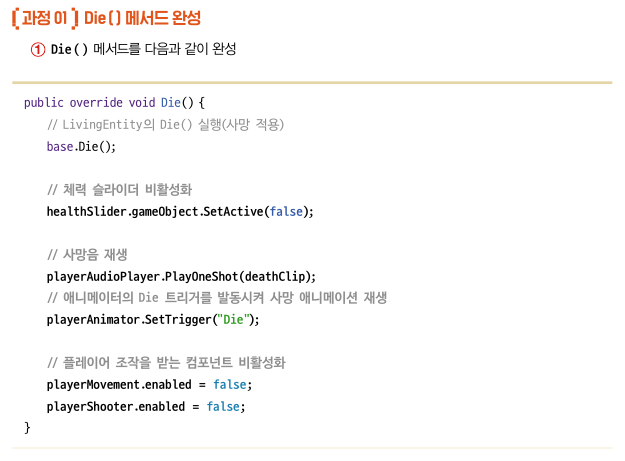 [과정 01] Die() 메서드 완성
① Die() 메서드를 다음과 같이 완성
public override void Die() {
// LivingEntity의 Die() 실행(사망 적용)
base.Die();
// 체력 슬라이더 비활성화
healthSlider.gameObject.SetActive(false);
// 사망음 재생
playerAudioPlayer.PlayOneShot(deathClip);
// 애니메이터의 Die 트리거를 발동시켜 사망 애니메이션 재생
playerAnimator.SetTrigger("Die");
// 플레이어 조작을 받는 컴포넌트 비활성화
playerMovement.enabled = false;
playerShooter.enabled = false;
}